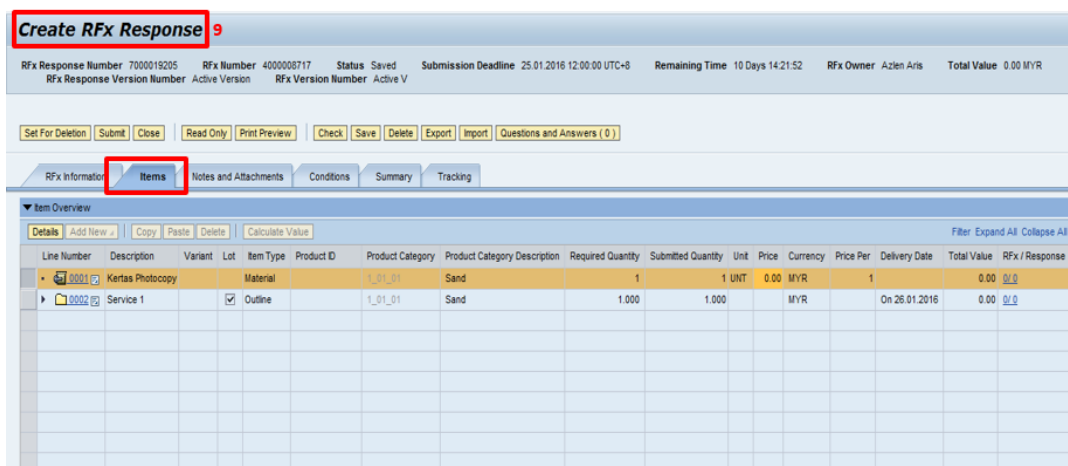 Create RFx Response 9
RFx Response Number 7000019205 RFx Number 4000008717 Status Saved Submission Deadline 25.01.2016 12:00:00 UTC+8 Remaining Time 10 Days 14:21:52 RFx Owner Azlen Aris Total Value 0.00 MYR
RFx Response Version Number Active Version RFx Version Number Active V
Set For Deletion Submit Close Read Only Print Preview Check Save Delete Export Import Questions and Answers ( 0 )
RFx Information Items Notes and Attachments Conditions Summary Tracking
Item Overview
Details Add New Copy Paste Delete Calculate Value Filter Expand All Collapse All
Line Number Description Variant Lot Item Type Product ID Product Category Product Category Description Required Quantity Submitted Quantity Unit Price Currency Price Per Delivery Date Total Value RFx / Response
0001 Kertas Photocopy Material 1_01_01 Sand 1 1 UNT 0.00 MYR 1 0.00 0/ 0
0002 Service 1 Outline 1_01_01 Sand 1.000 1.000 MYR On 26.01.2016 0.00 0/ 0